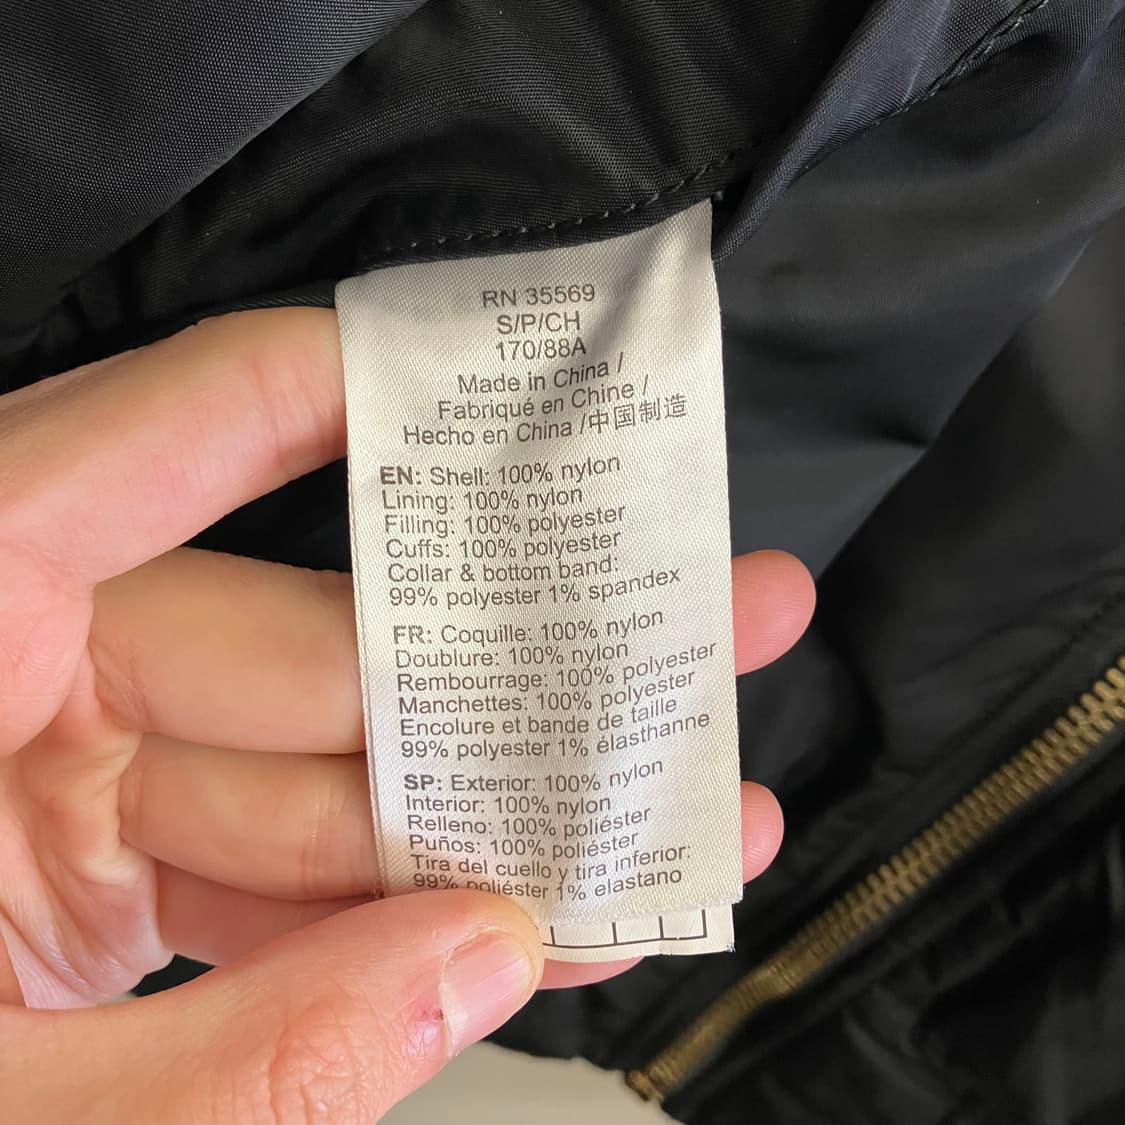 RN 35569
S/P/CH
170/88A
Made in China /
Fabriqué en Chine /
Hecho en China /中国制造
EN: Shell: 100% nylon
Lining: 100% nylon
Filling: 100% polyester
Cuffs: 100% polyester
Collar & bottom band:
99% polyester 1% spandex
FR: Coquille: 100% nylon
Doublure: 100% nylon
Rembourrage: 100% polyester
Manchettes: 100% polyester
Encolure et bande de taille
99% polyester 1% élasthanne
SP: Exterior: 100% nylon
Interior: 100% nylon
Relleno: 100% poliéster
Puños: 100% poliéster
Tira del cuello y tira inferior:
99% poliéster 1% elastano